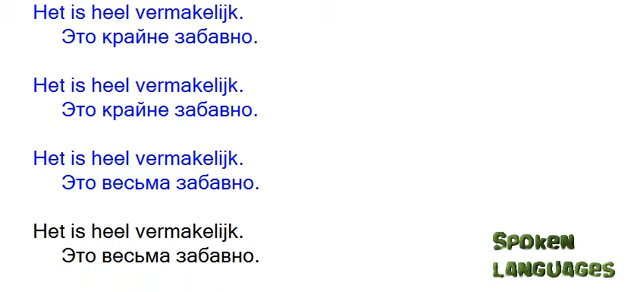 Het is heel vermakelijk.
Это крайне забавно.
Het is heel vermakelijk.
Это крайне забавно.
Het is heel vermakelijk.
Это весьма забавно.
Het is heel vermakelijk.
Это весьма забавно.
Spoken
Languages